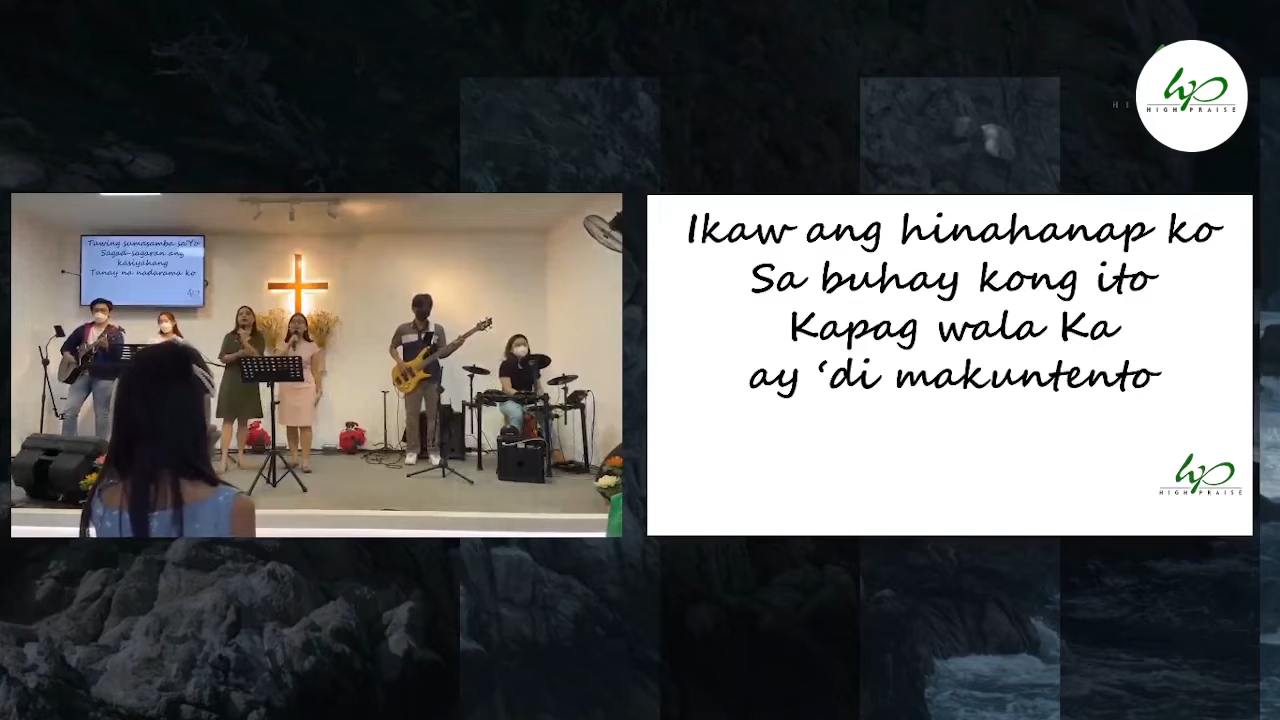 HIGH PRAISE
Tuwing sumasamba sa'Yo
Sagad-sagaran ang
kasiyahang
Tunay na nadarama ko
Ikaw ang hinahanap ko
Sa buhay kong ito
Kapag wala Ka
ay ‘di makuntento
HIGH PRAISE